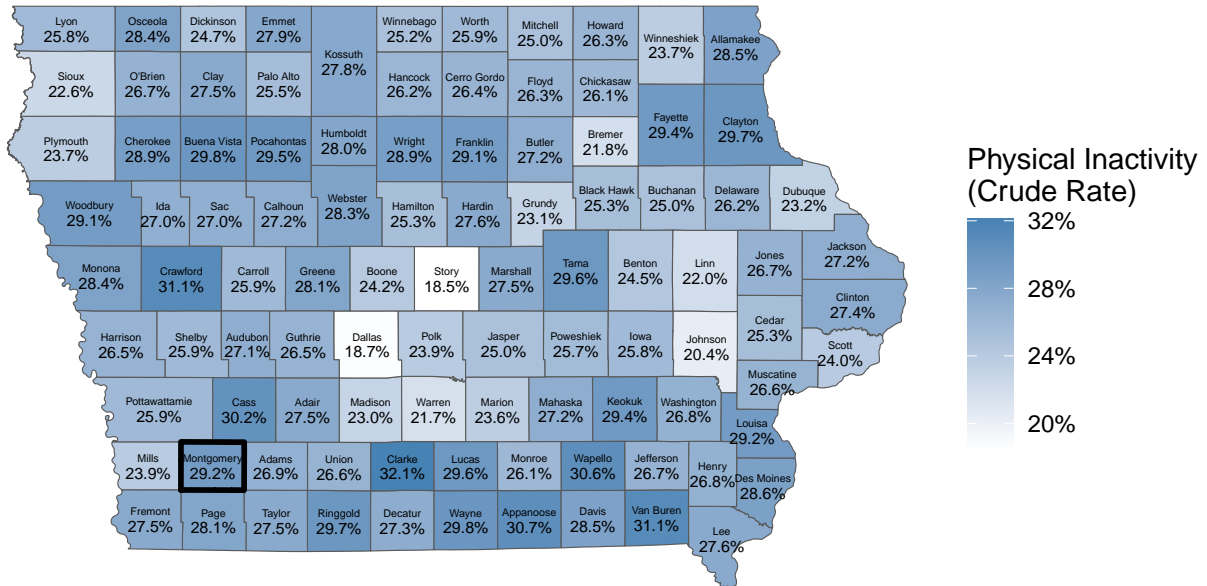 Lyon
25.8%
Osceola
28.4%
Dickinson
24.7%
Emmet
27.9%
Kossuth
27.8%
Winnebago
25.2%
Worth
25.9%
Mitchell
25.0%
Howard
26.3%
Winneshiek
23.7%
Allamakee
28.5%
Sioux
22.6%
O'Brien
26.7%
Clay
27.5%
Palo Alto
25.5%
Hancock
26.2%
Cerro Gordo
26.4%
Floyd
26.3%
Chickasaw
26.1%
Fayette
29.4%
Clayton
29.7%
Plymouth
23.7%
Cherokee
28.9%
Buena Vista
29.8%
Pocahontas
29.5%
Humboldt
28.0%
Wright
28.9%
Franklin
29.1%
Butler
27.2%
Bremer
21.8%
Woodbury
29.1%
Ida
27.0%
Sac
27.0%
Calhoun
27.2%
Webster
28.3%
Hamilton
25.3%
Hardin
27.6%
Grundy
23.1%
Black Hawk
25.3%
Buchanan
25.0%
Delaware
26.2%
Dubuque
23.2%
Monona
28.4%
Crawford
31.1%
Carroll
25.9%
Greene
28.1%
Boone
24.2%
Story
18.5%
Marshall
27.5%
Tama
29.6%
Benton
24.5%
Linn
22.0%
Jones
26.7%
Jackson
27.2%
Clinton
27.4%
Harrison
26.5%
Shelby
25.9%
Audubon
27.1%
Guthrie
26.5%
Dallas
18.7%
Polk
23.9%
Jasper
25.0%
Poweshiek
25.7%
Iowa
25.8%
Johnson
20.4%
Cedar
25.3%
Scott
24.0%
Muscatine
26.6%
Pottawattamie
25.9%
Cass
30.2%
Adair
27.5%
Madison
23.0%
Warren
21.7%
Marion
23.6%
Mahaska
27.2%
Keokuk
29.4%
Washington
26.8%
Louisa
29.2%
Mills
23.9%
Montgomery
29.2%
Adams
26.9%
Union
26.6%
Clarke
32.1%
Lucas
29.6%
Monroe
26.1%
Wapello
30.6%
Jefferson
26.7%
Henry
26.8%
Des Moines
28.6%
Fremont
27.5%
Page
28.1%
Taylor
27.5%
Ringgold
29.7%
Decatur
27.3%
Wayne
29.8%
Appanoose
30.7%
Davis
28.5%
Van Buren
31.1%
Lee
27.6%
Physical Inactivity
(Crude Rate)
32%
28%
24%
20%